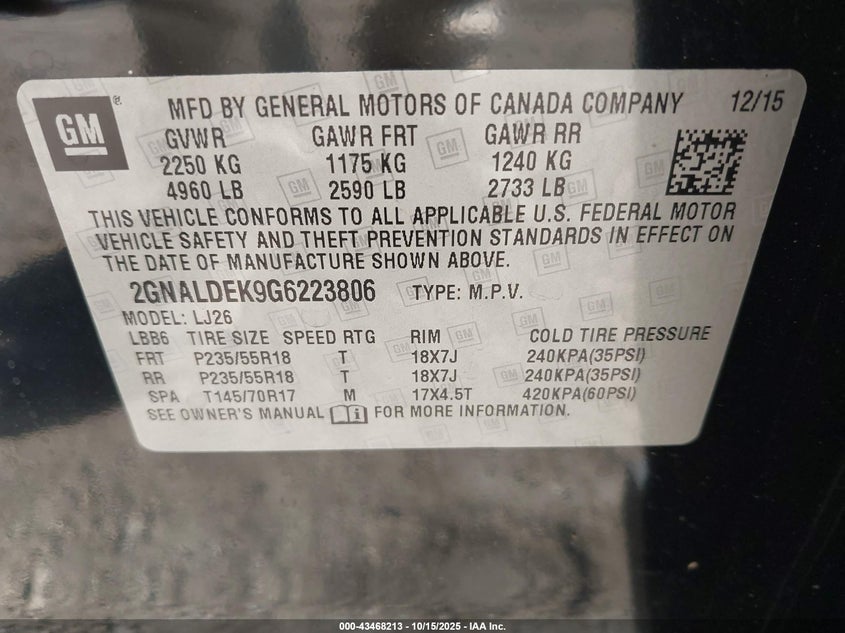 GM
MFD BY GENERAL MOTORS OF CANADA COMPANY 12/15
GVWR GAWR FRT GAWR RR
2250 KG 1175 KG 1240 KG
4960 LB 2590 LB 2733 LB
THIS VEHICLE CONFORMS TO ALL APPLICABLE U.S. FEDERAL MOTOR
VEHICLE SAFETY AND THEFT PREVENTION STANDARDS IN EFFECT ON
THE DATE OF MANUFACTURE SHOWN ABOVE.
2GNALDEK9G6223806 TYPE: M.P.V.
MODEL: LJ26
LBB6 TIRE SIZE SPEED RTG RIM COLD TIRE PRESSURE
FRT P235/55R18 T 18X7J 240KPA(35PSI)
RR P235/55R18 T 18X7J 240KPA(35PSI)
SPA T145/70R17 M 17X4.5T 420KPA(60PSI)
SEE OWNER'S MANUAL FOR MORE INFORMATION.
000-43468213 - 10/15/2025 - IAA Inc.